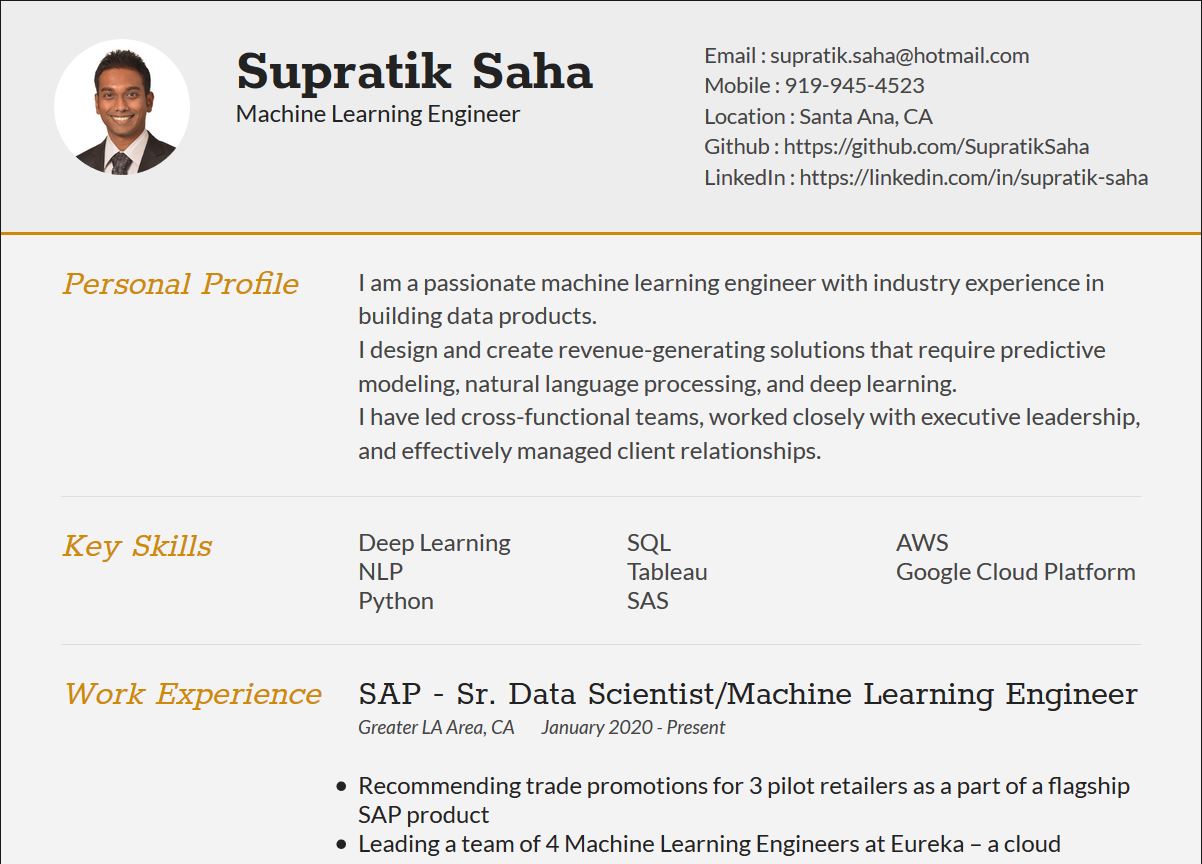 Supratik Saha
Machine Learning Engineer
Email : supratik.saha@hotmail.com
Mobile : 919-945-4523
Location : Santa Ana, CA
Github : https://github.com/SupratikSaha
LinkedIn : https://linkedin.com/in/supratik-saha
Personal Profile
I am a passionate machine learning engineer with industry experience in
building data products.
I design and create revenue-generating solutions that require predictive
modeling, natural language processing, and deep learning.
I have led cross-functional teams, worked closely with executive leadership,
and effectively managed client relationships.
Key Skills
Deep Learning
NLP
Python
SQL
Tableau
SAS
AWS
Google Cloud Platform
Work Experience
SAP - Sr. Data Scientist/Machine Learning Engineer
Greater LA Area, CA January 2020 - Present
• Recommending trade promotions for 3 pilot retailers as a part of a flagship
SAP product
• Leading a team of 4 Machine Learning Engineers at Eureka – a cloud